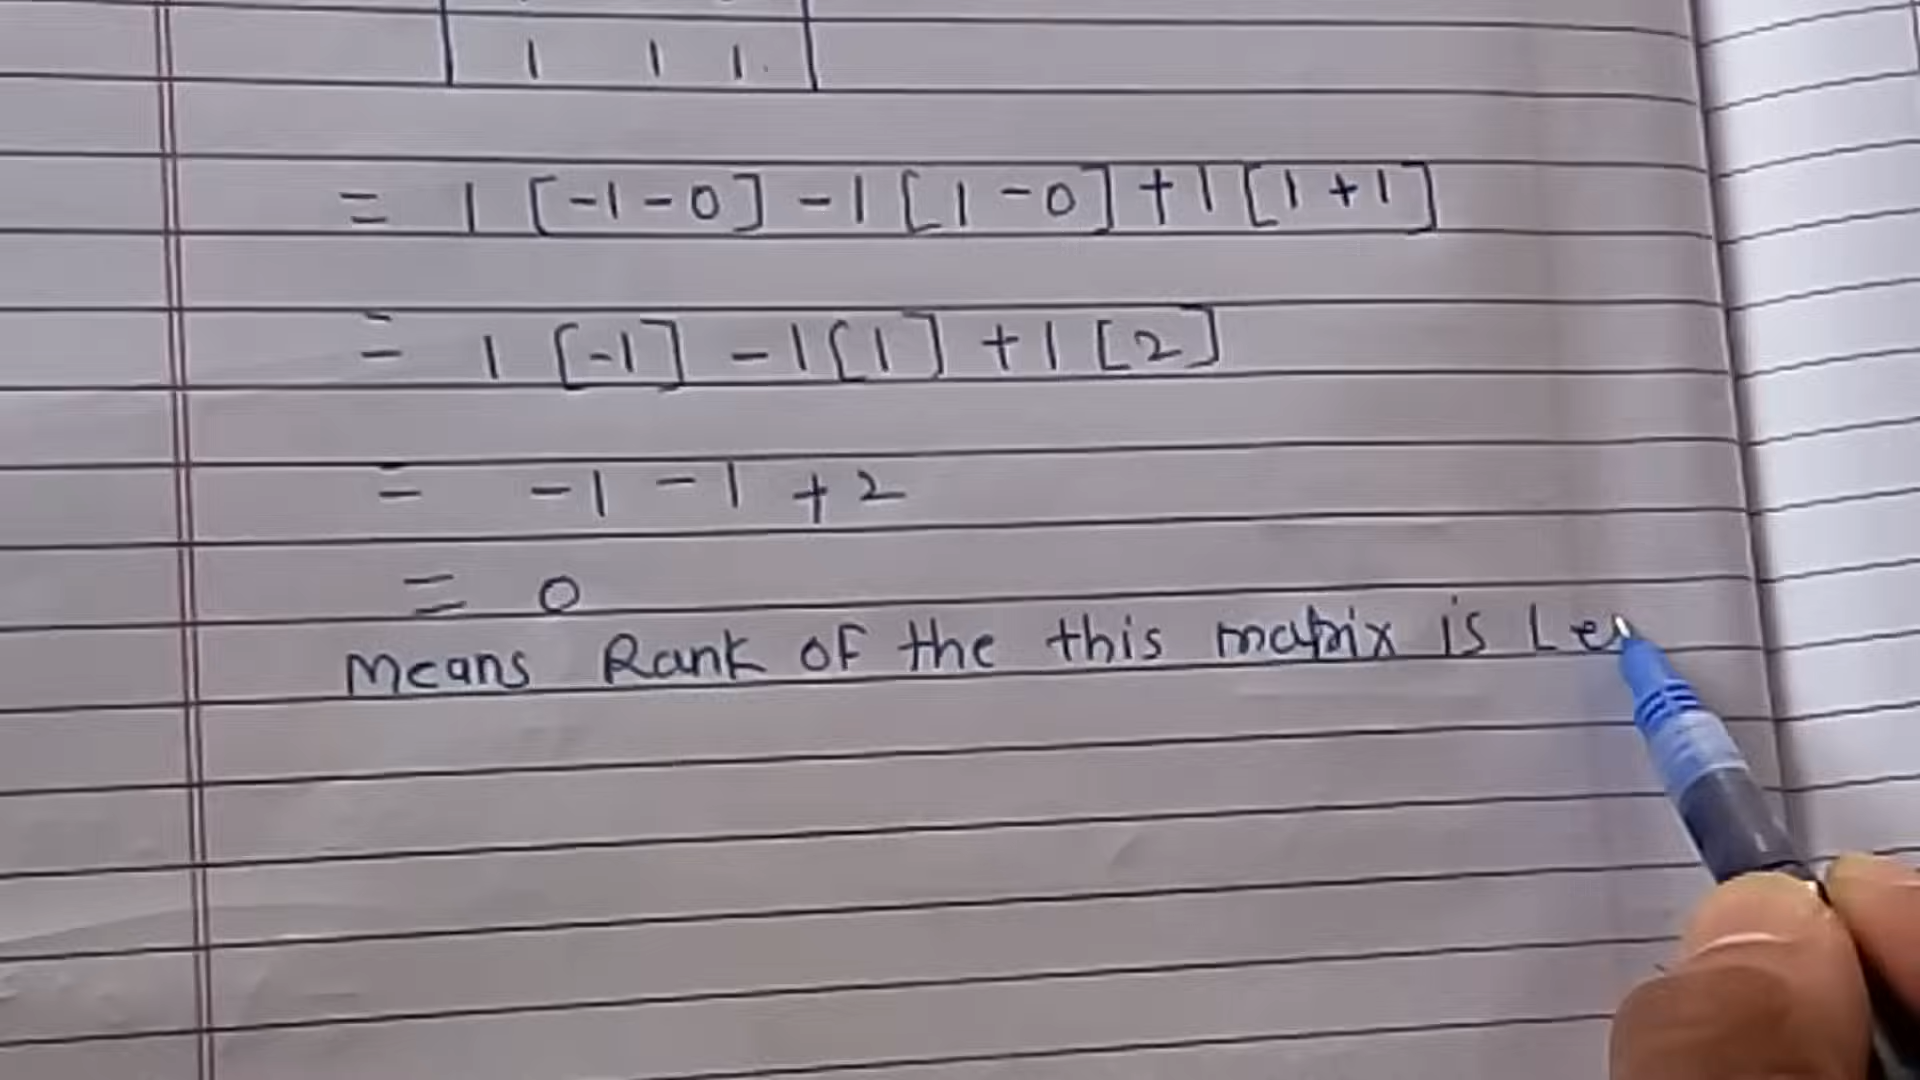 1 1 1
= 1 [-1-0] -1 [1-0] +1 [1+1]
= 1 [-1] -1[1] +1 [2]
= -1 -1 +2
= 0
Means Rank of the this matrix is Les